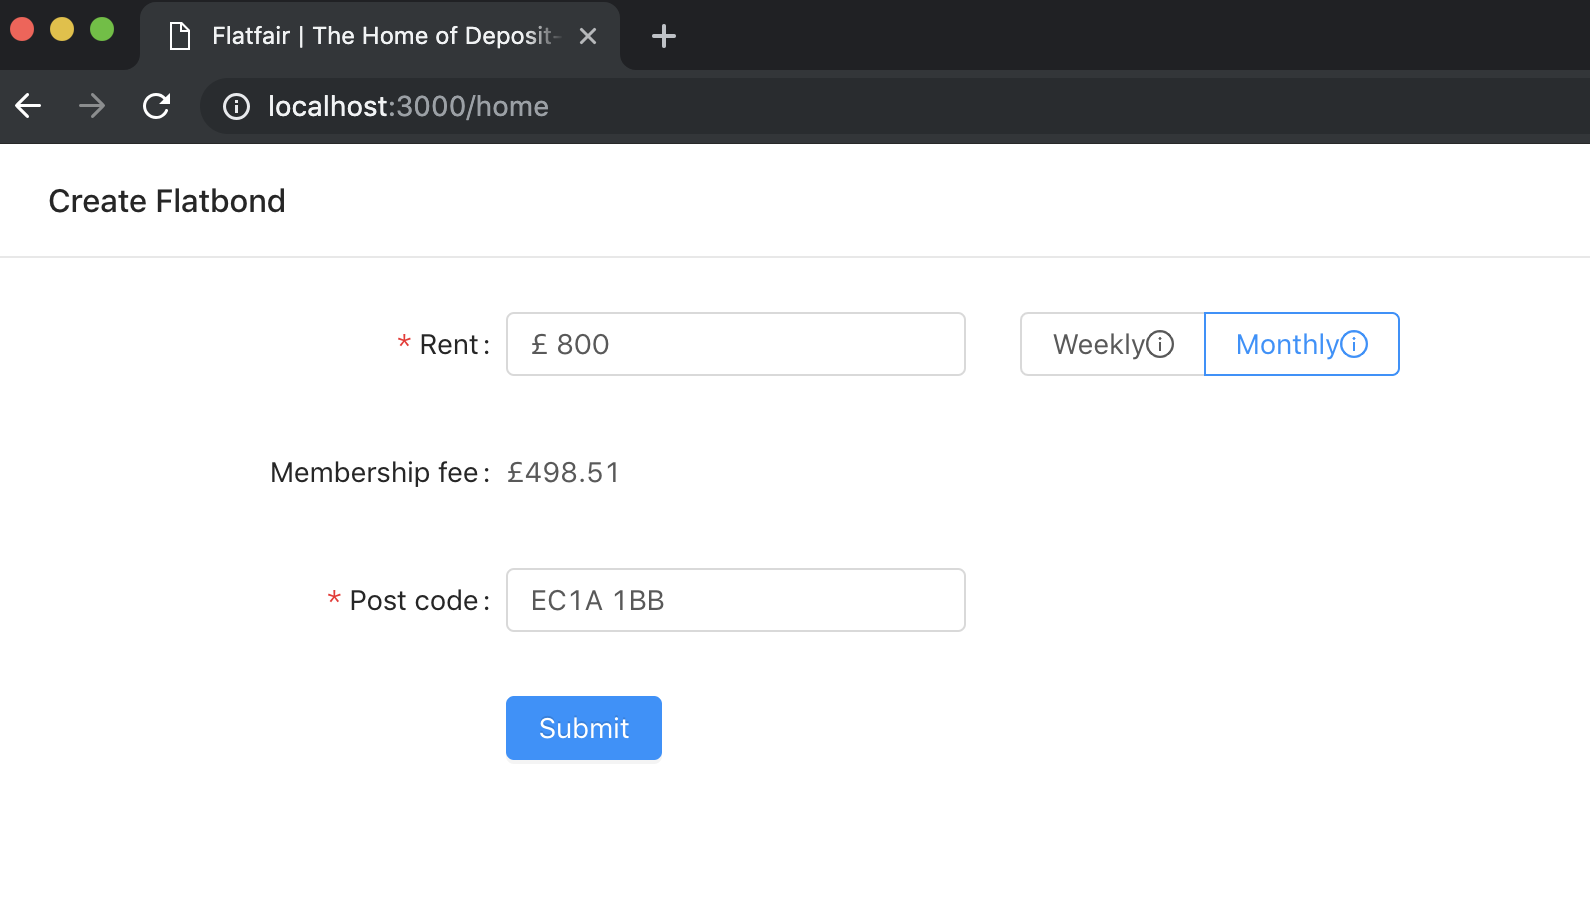 Flatfair | The Home of Deposit-
localhost:3000/home
Create Flatbond
* Rent: £ 800 Weekly Monthly
Membership fee: £498.51
* Post code: EC1A 1BB
Submit